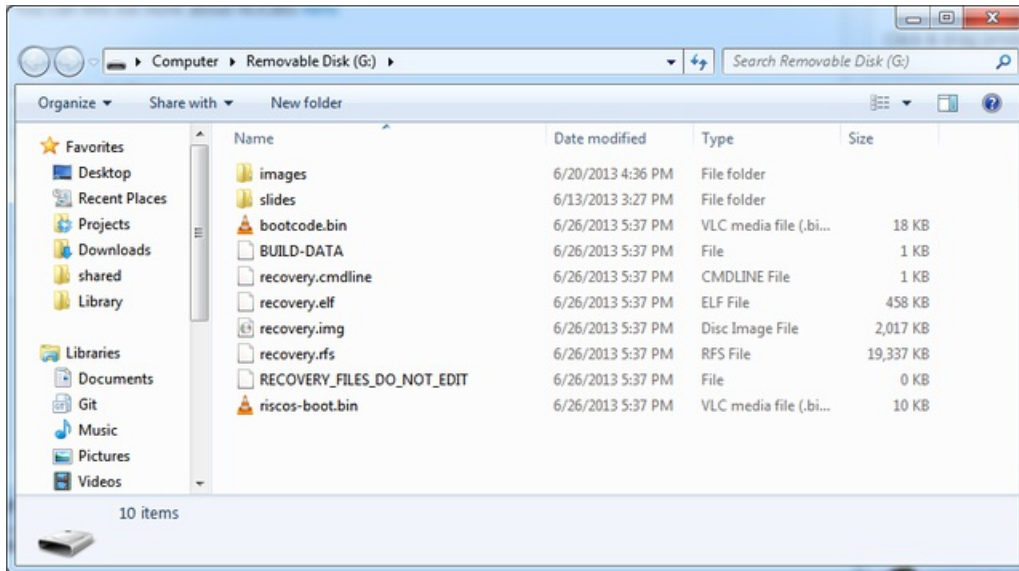 Computer ▸ Removable Disk (G:) ▸
Search Removable Disk (G:)
Organize ▾ Share with ▾ New folder
Name Date modified Type Size
Favorites
Desktop
Recent Places
Projects
Downloads
shared
Library
Libraries
Documents
Git
Music
Pictures
Videos
images 6/20/2013 4:36 PM File folder
slides 6/13/2013 3:27 PM File folder
bootcode.bin 6/26/2013 5:37 PM VLC media file (.bi... 18 KB
BUILD-DATA 6/26/2013 5:37 PM File 1 KB
recovery.cmdline 6/26/2013 5:37 PM CMDLINE File 1 KB
recovery.elf 6/26/2013 5:37 PM ELF File 458 KB
recovery.img 6/26/2013 5:37 PM Disc Image File 2,017 KB
recovery.rfs 6/26/2013 5:37 PM RFS File 19,337 KB
RECOVERY_FILES_DO_NOT_EDIT 6/26/2013 5:37 PM File 0 KB
riscos-boot.bin 6/26/2013 5:37 PM VLC media file (.bi... 10 KB
10 items